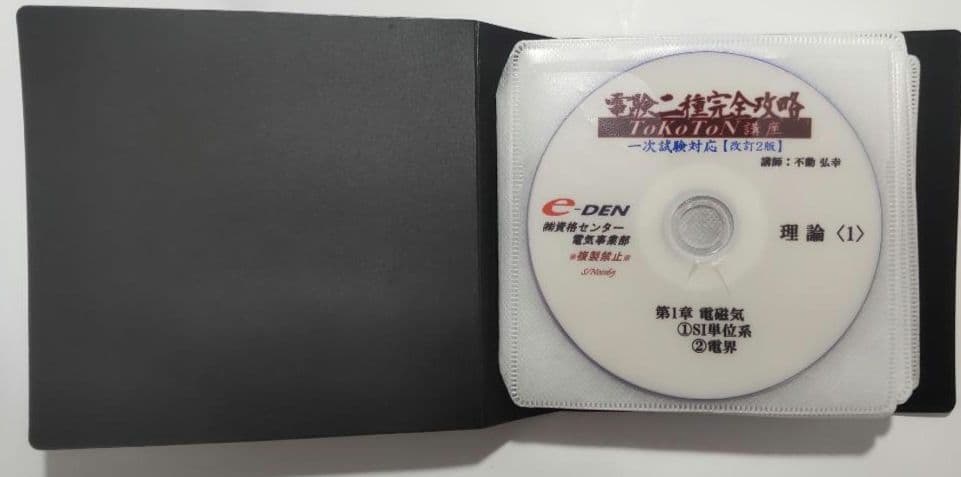 電験二種完全攻略
ToKoToN講座
一次試験対応【改訂2版】
講師：不動 弘幸
e-DEN
㈱資格センター
電気事業部
※複製禁止※
理論〈1〉
第1章 電磁気
①SI単位系
②電界